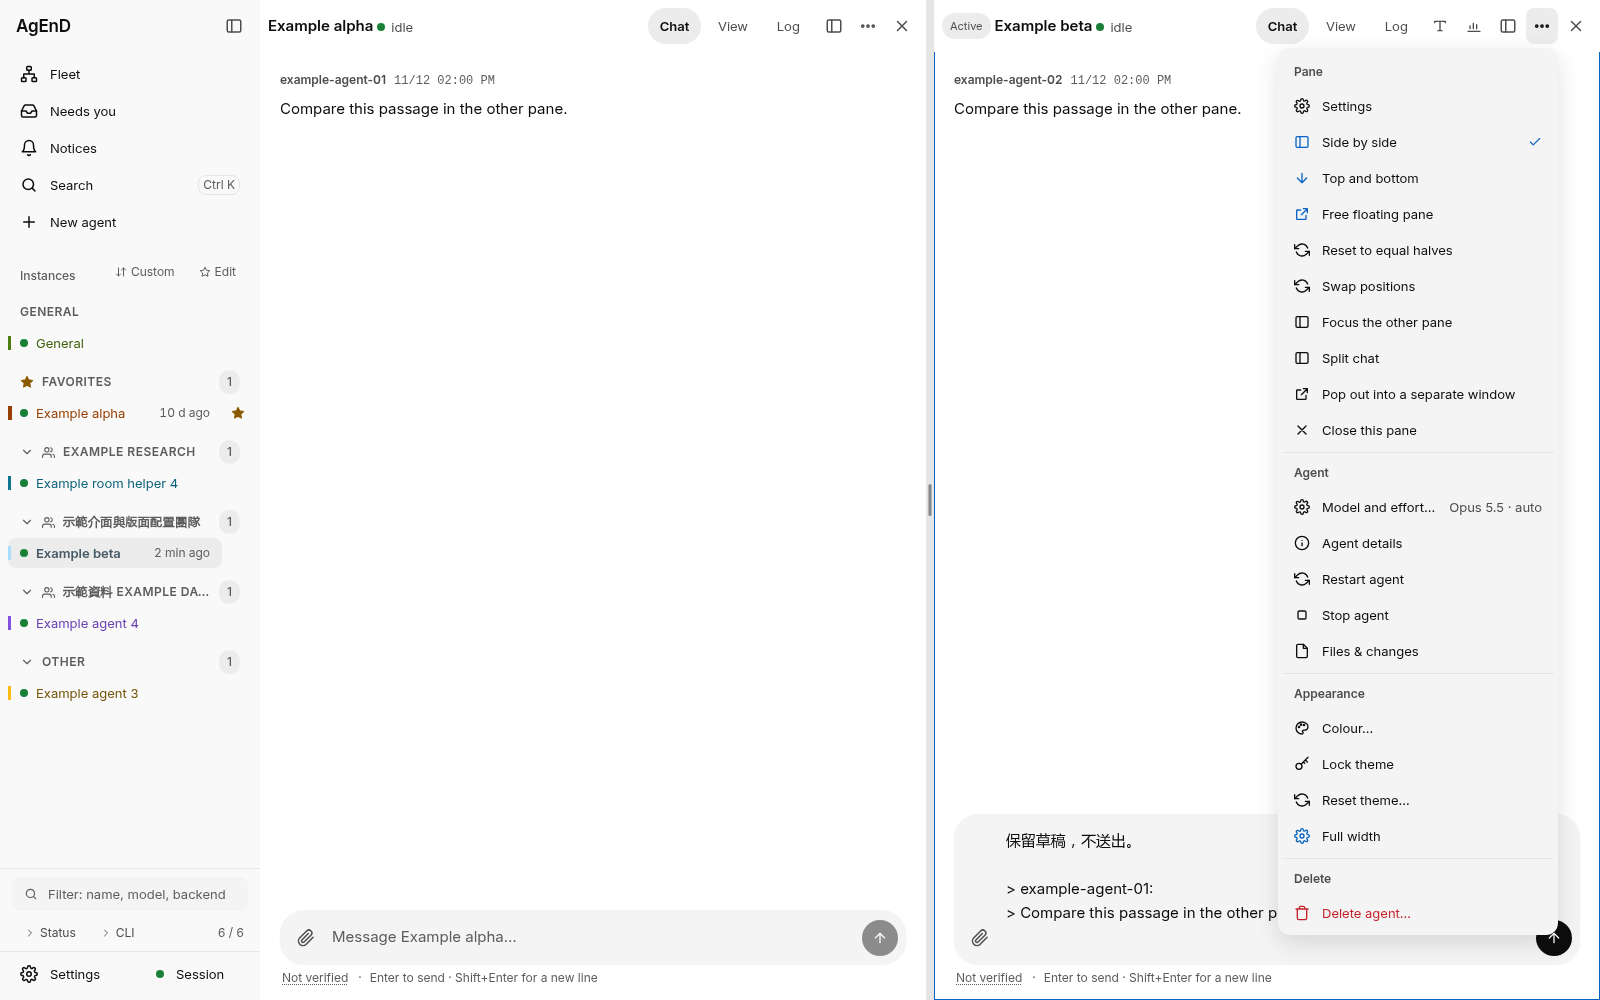 AgEnD
Fleet
Needs you
Notices
Search Ctrl K
New agent
Instances Custom Edit
GENERAL
General
FAVORITES 1
Example alpha 10 d ago
EXAMPLE RESEARCH 1
Example room helper 4
示範介面與版面配置團隊 1
Example beta 2 min ago
示範資料 EXAMPLE DA... 1
Example agent 4
OTHER 1
Example agent 3
Filter: name, model, backend
Status CLI 6 / 6
Settings Session
Example alpha idle Chat View Log
example-agent-01 11/12 02:00 PM
Compare this passage in the other pane.
Message Example alpha...
Not verified · Enter to send · Shift+Enter for a new line
Active Example beta idle Chat View Log
example-agent-02 11/12 02:00 PM
Compare this passage in the other pane.
保留草稿，不送出。
> example-agent-01:
> Compare this passage in the other p
Not verified · Enter to send · Shift+Enter for a new line
Pane
Settings
Side by side
Top and bottom
Free floating pane
Reset to equal halves
Swap positions
Focus the other pane
Split chat
Pop out into a separate window
Close this pane
Agent
Model and effort... Opus 5.5 · auto
Agent details
Restart agent
Stop agent
Files & changes
Appearance
Colour...
Lock theme
Reset theme...
Full width
Delete
Delete agent...